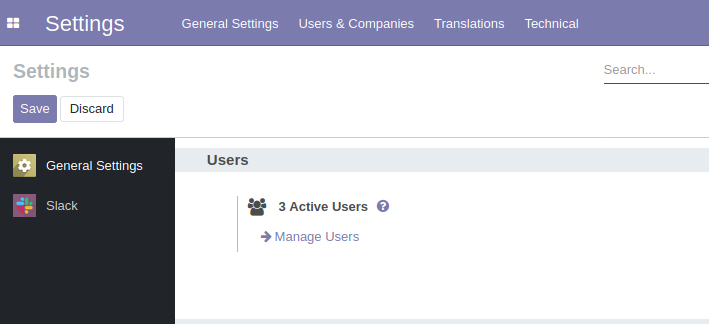 Settings General Settings Users & Companies Translations Technical
Settings
Search...
Save Discard
General Settings
Slack
Users
3 Active Users
Manage Users